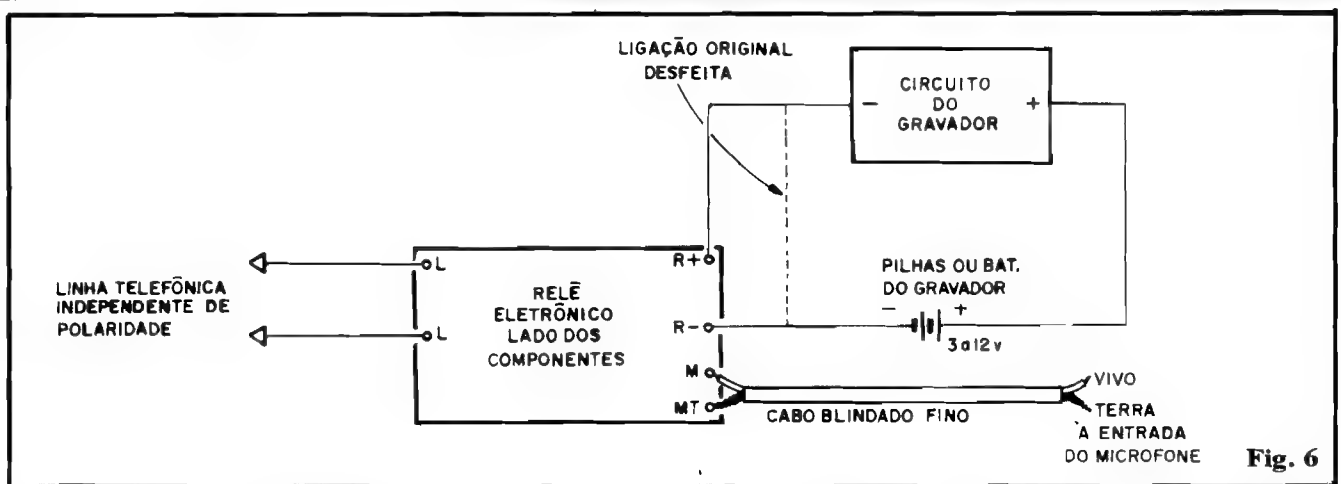 LIGAÇÃO ORIGINAL
DESFEITA
- CIRCUITO +
DO
GRAVADOR
LINHA TELEFÔNICA
INDEPENDENTE DE
POLARIDADE
L
L
RELÊ
ELETRÔNICO
LADO DOS
COMPONENTES
R+
R-
M
MT
PILHAS OU BAT.
DO GRAVADOR
- +
3 a 12 v
CABO BLINDADO FINO
VIVO
TERRA
À ENTRADA
DO MICROFONE
Fig. 6